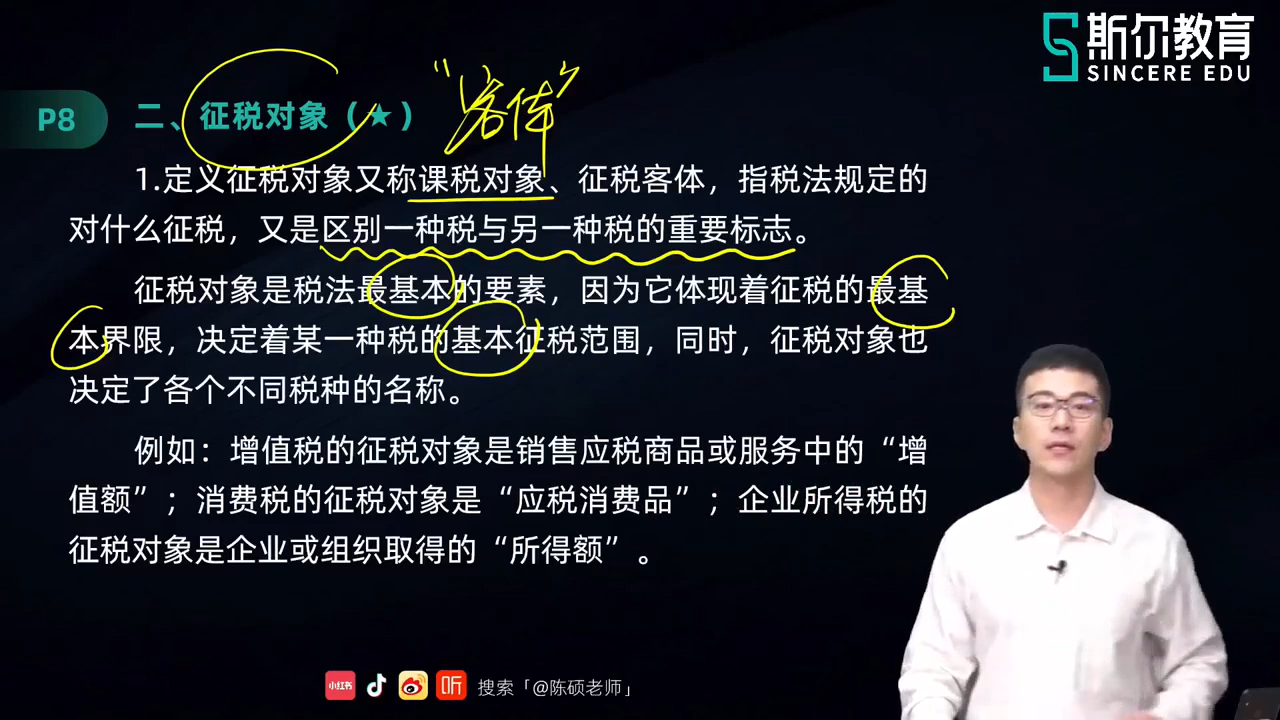 斯尔教育
SINCERE EDU
P8
二、征税对象（★）
“客体”
1.定义征税对象又称课税对象、征税客体，指税法规定的
对什么征税，又是区别一种税与另一种税的重要标志。
征税对象是税法最基本的要素，因为它体现着征税的最基
本界限，决定着某一种税的基本征税范围，同时，征税对象也
决定了各个不同税种的名称。
例如：增值税的征税对象是销售应税商品或服务中的“增
值额”；消费税的征税对象是“应税消费品”；企业所得税的
征税对象是企业或组织取得的“所得额”。
小红书
听
搜索「@陈硕老师」